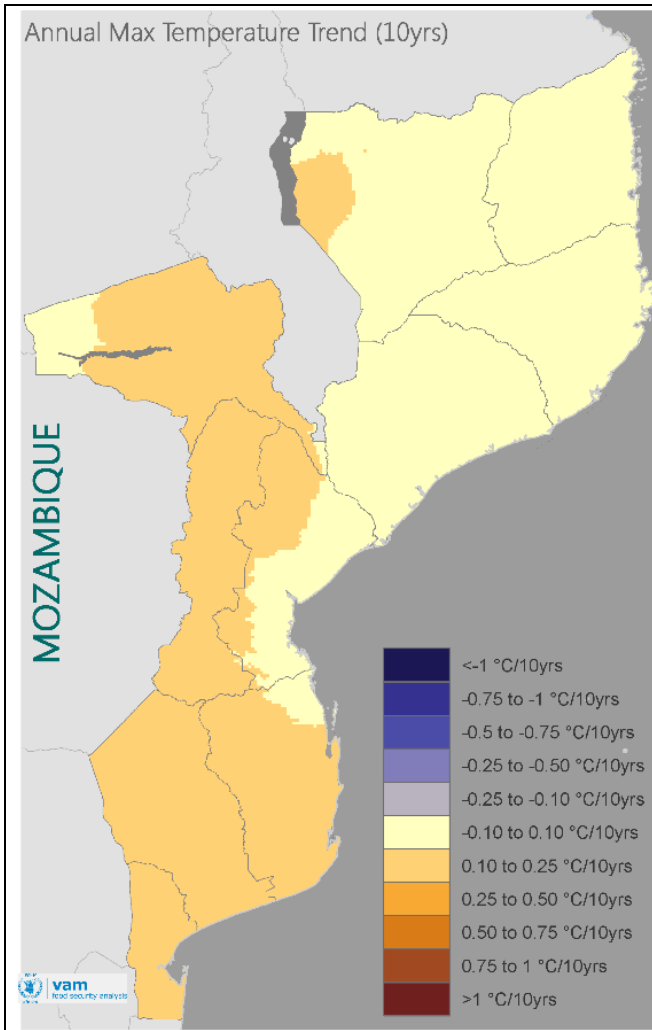 Annual Max Temperature Trend (10yrs)
MOZAMBIQUE
<-1 °C/10yrs
-0.75 to -1 °C/10yrs
-0.5 to -0.75 °C/10yrs
-0.25 to -0.50 °C/10yrs
-0.25 to -0.10 °C/10yrs
-0.10 to 0.10 °C/10yrs
0.10 to 0.25 °C/10yrs
0.25 to 0.50 °C/10yrs
0.50 to 0.75 °C/10yrs
0.75 to 1 °C/10yrs
>1 °C/10yrs
vam
food security analysis